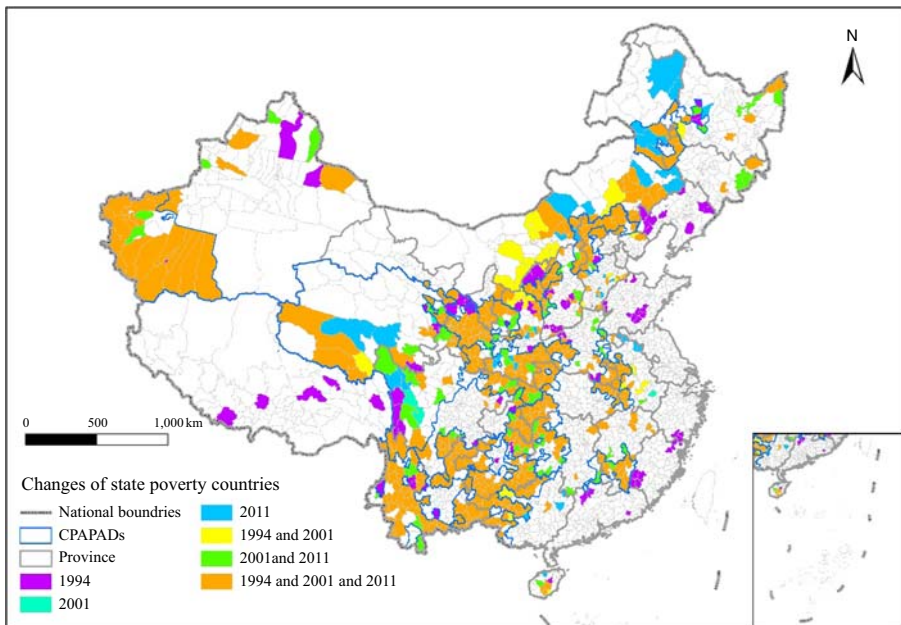 N
0 500 1,000 km
Changes of state poverty countries
National boundries
CPAPADs
Province
1994
2001
2011
1994 and 2001
2001and 2011
1994 and 2001 and 2011